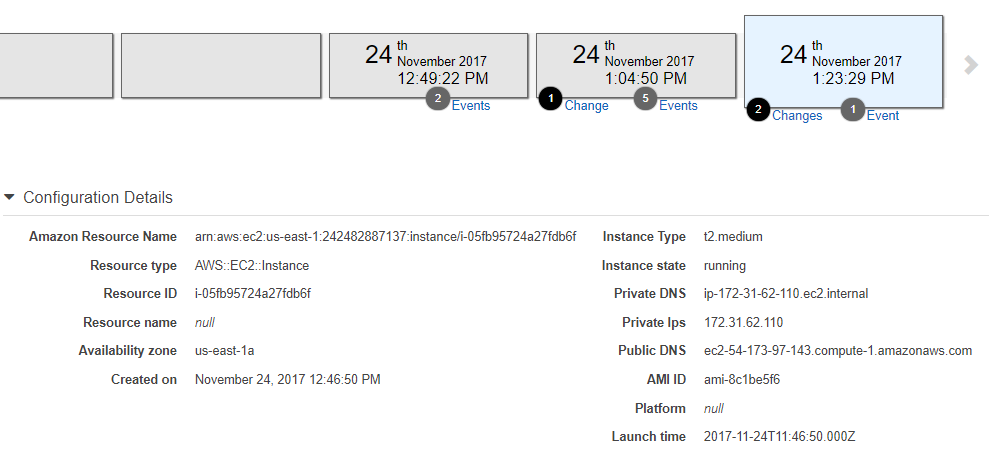 24 th
November 2017
12:49:22 PM
2 Events
24 th
November 2017
1:04:50 PM
1 Change 5 Events
24 th
November 2017
1:23:29 PM
2 Changes 1 Event
Configuration Details
Amazon Resource Name arn:aws:ec2:us-east-1:242482887137:instance/i-05fb95724a27fdb6f
Resource type AWS::EC2::Instance
Resource ID i-05fb95724a27fdb6f
Resource name null
Availability zone us-east-1a
Created on November 24, 2017 12:46:50 PM
Instance Type t2.medium
Instance state running
Private DNS ip-172-31-62-110.ec2.internal
Private Ips 172.31.62.110
Public DNS ec2-54-173-97-143.compute-1.amazonaws.com
AMI ID ami-8c1be5f6
Platform null
Launch time 2017-11-24T11:46:50.000Z